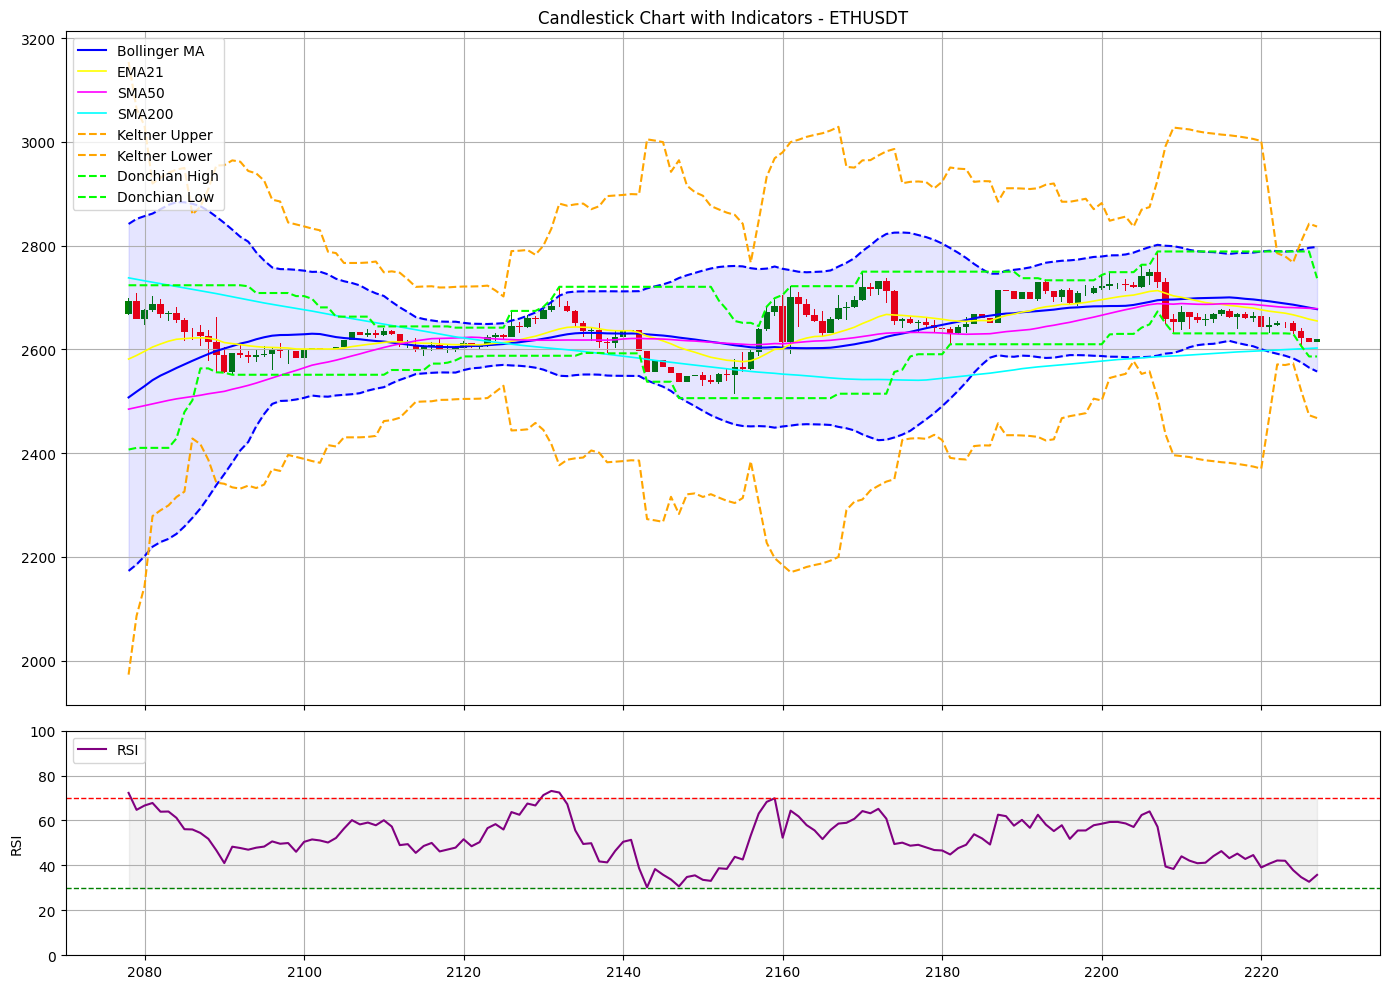 Candlestick Chart with Indicators - ETHUSDT
3200
3000
2800
2600
2400
2200
2000
Bollinger MA
EMA21
SMA50
SMA200
Keltner Upper
Keltner Lower
Donchian High
Donchian Low
100
80
60
40
20
0
RSI
RSI
2080 2100 2120 2140 2160 2180 2200 2220